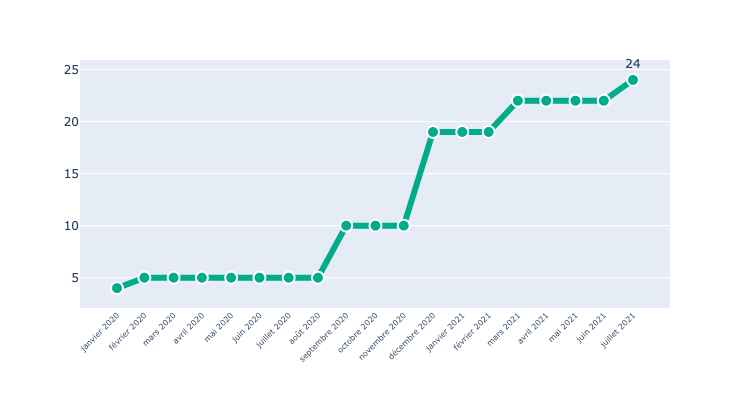 24
25
20
15
10
5
janvier 2020
février 2020
mars 2020
avril 2020
mai 2020
juin 2020
juillet 2020
août 2020
septembre 2020
octobre 2020
novembre 2020
décembre 2020
janvier 2021
février 2021
mars 2021
avril 2021
mai 2021
juin 2021
juillet 2021